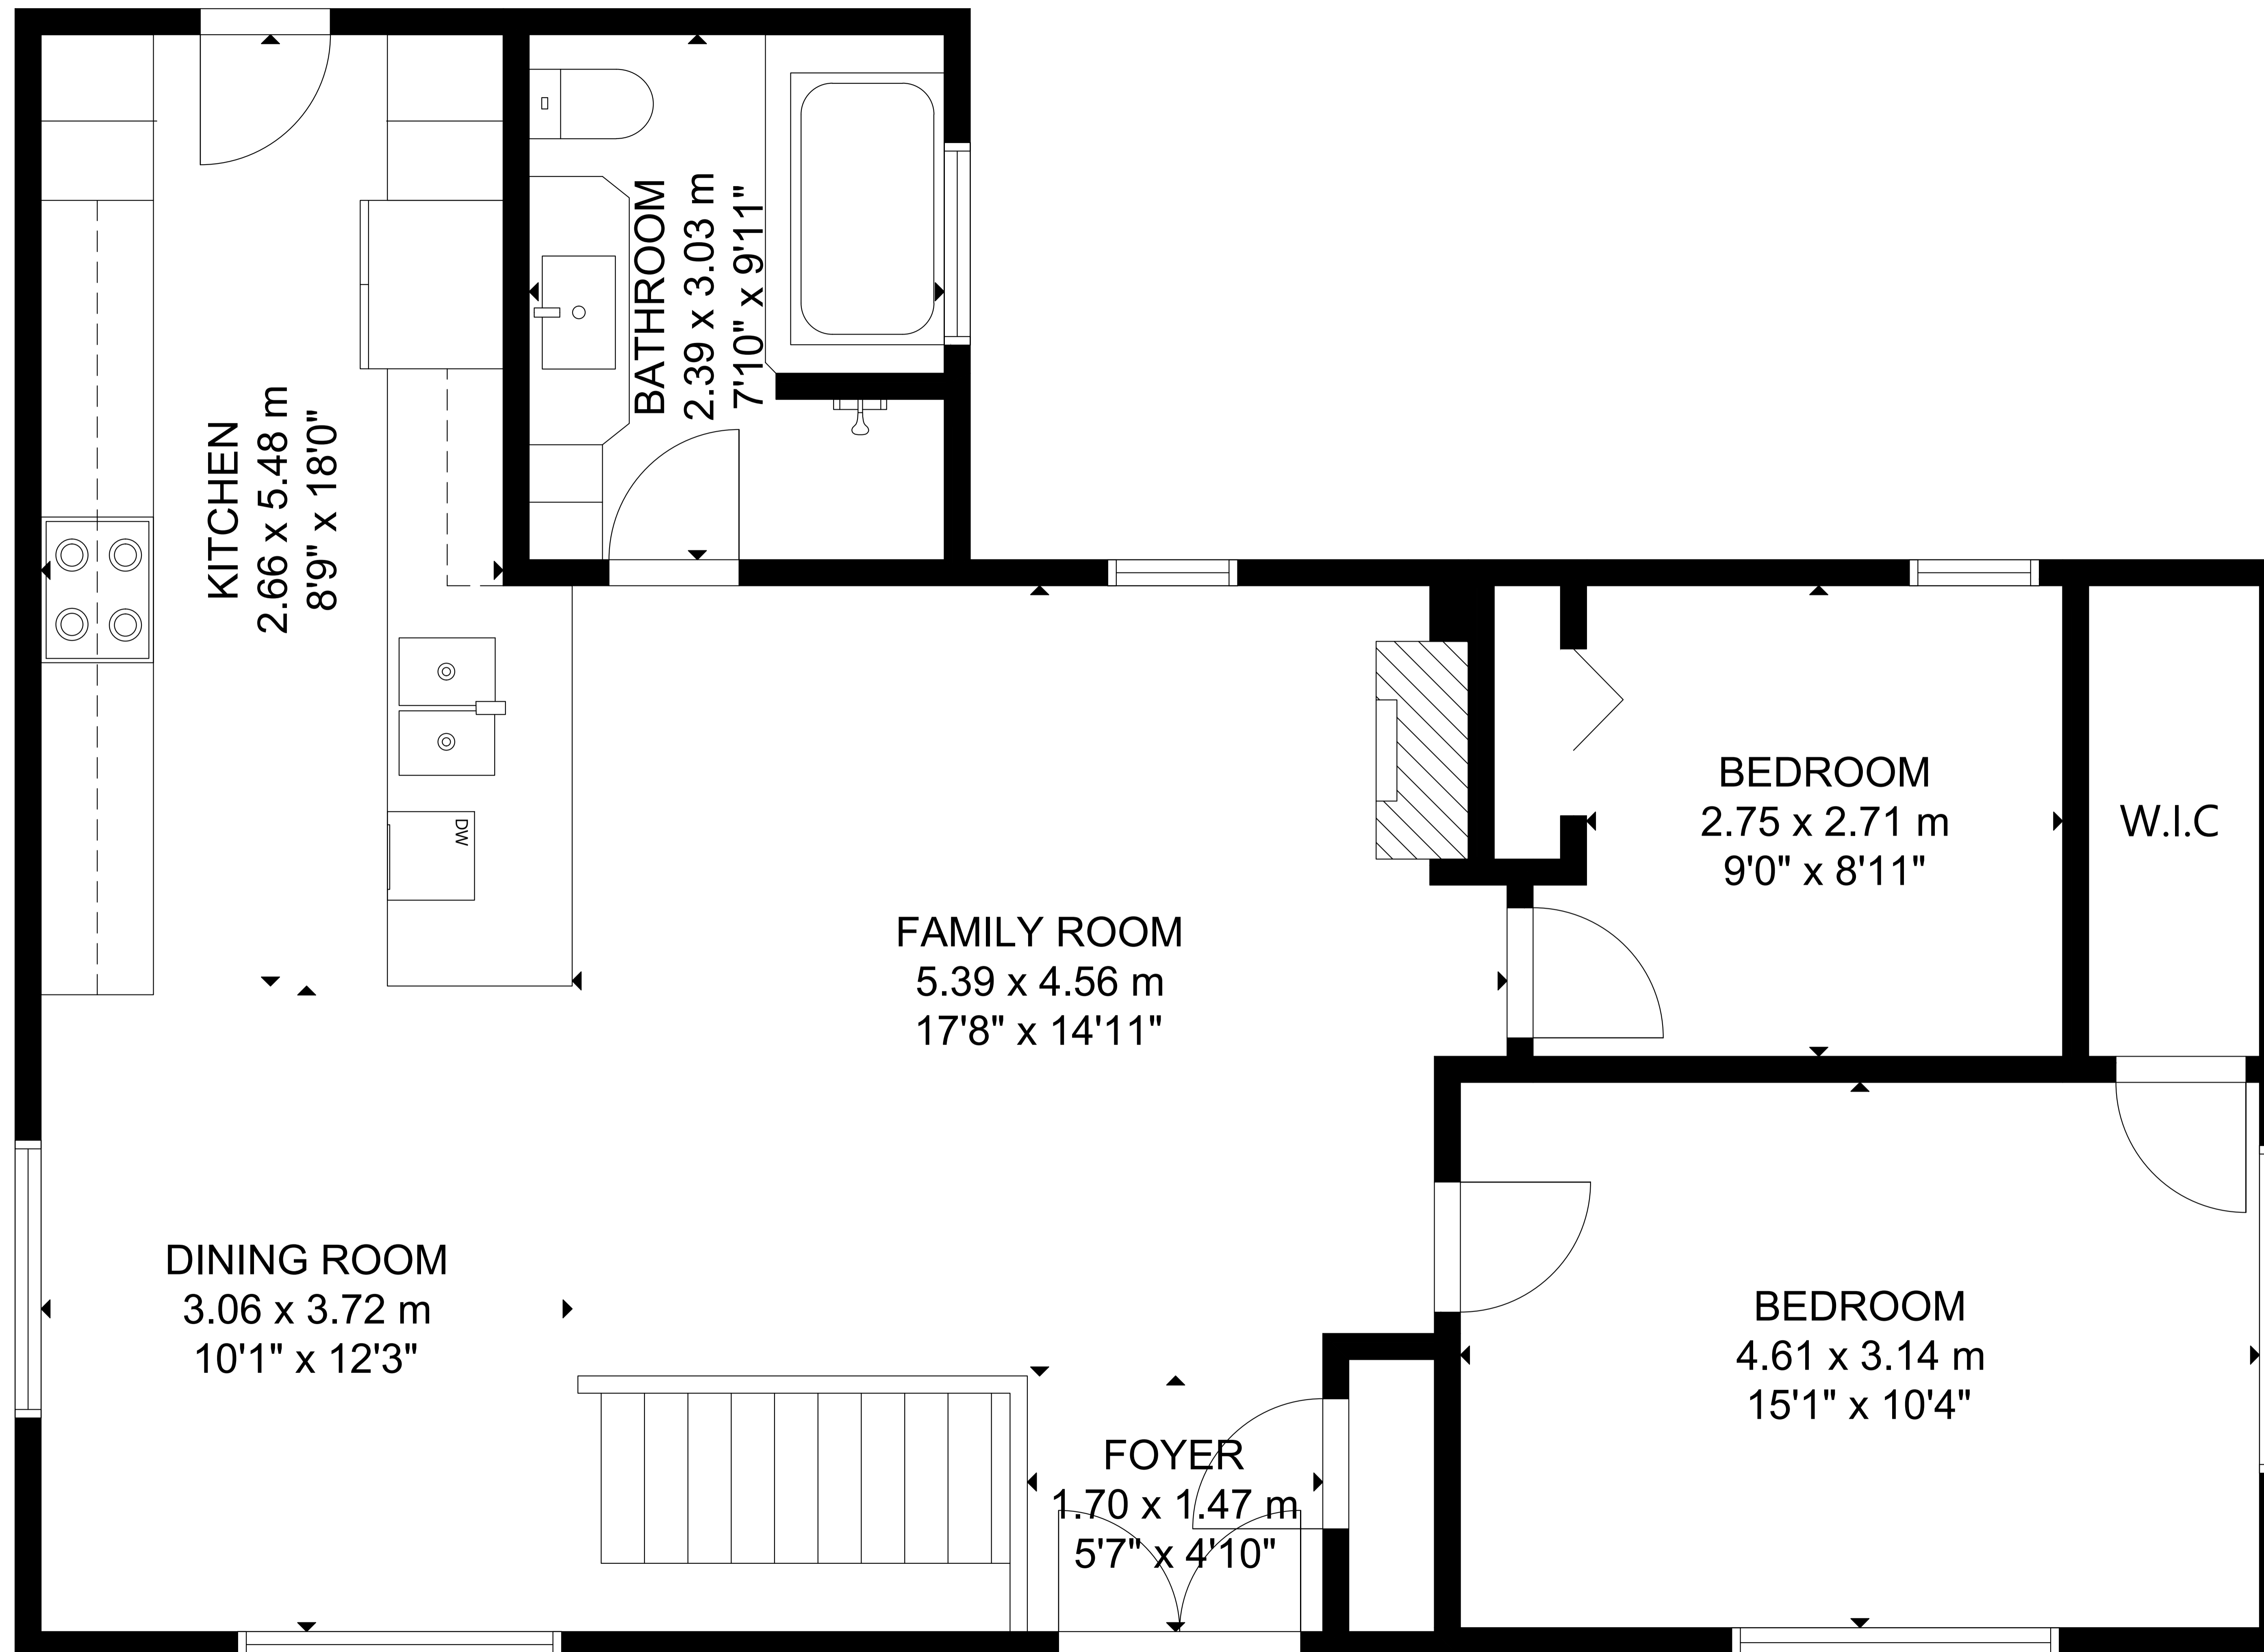 KITCHEN
2.66 x 5.48 m
8'9" x 18'0"
BATHROOM
2.39 x 3.03 m
7'10" x 9'11"
DW
BEDROOM
2.75 x 2.71 m
9'0" x 8'11"
W.I.C
FAMILY ROOM
5.39 x 4.56 m
17'8" x 14'11"
DINING ROOM
3.06 x 3.72 m
10'1" x 12'3"
BEDROOM
4.61 x 3.14 m
15'1" x 10'4"
FOYER
1.70 x 1.47 m
5'7" x 4'10"